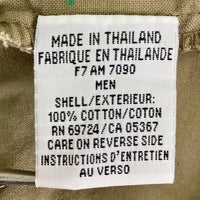 MADE IN THAILAND
FABRIQUE EN THAILANDE
F7 AM 7090
MEN
SHELL/EXTERIEUR:
100% COTTON/COTON
RN 69724/CA 05367
CARE ON REVERSE SIDE
INSTRUCTIONS D'ENTRETIEN
AU VERSO